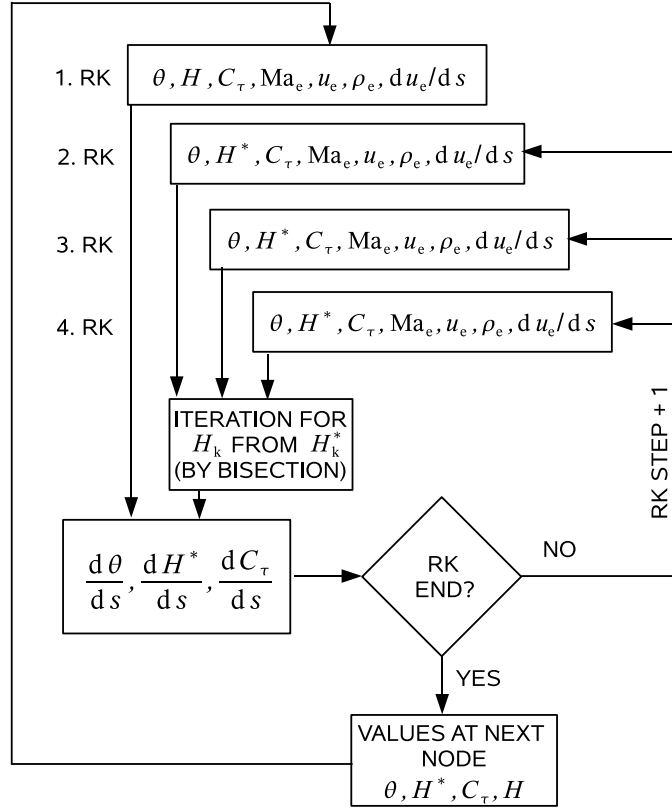 1. RK
θ, H, C_τ, Ma_e, u_e, ρ_e, du_e/ds
2. RK
θ, H*, C_τ, Ma_e, u_e, ρ_e, du_e/ds
3. RK
θ, H*, C_τ, Ma_e, u_e, ρ_e, du_e/ds
4. RK
θ, H*, C_τ, Ma_e, u_e, ρ_e, du_e/ds
ITERATION FOR
H_k FROM H_k^*
(BY BISECTION)
dθ/ds, dH*/ds, dC_τ/ds
RK
END?
NO
RK STEP + 1
YES
VALUES AT NEXT
NODE
θ, H*, C_τ, H